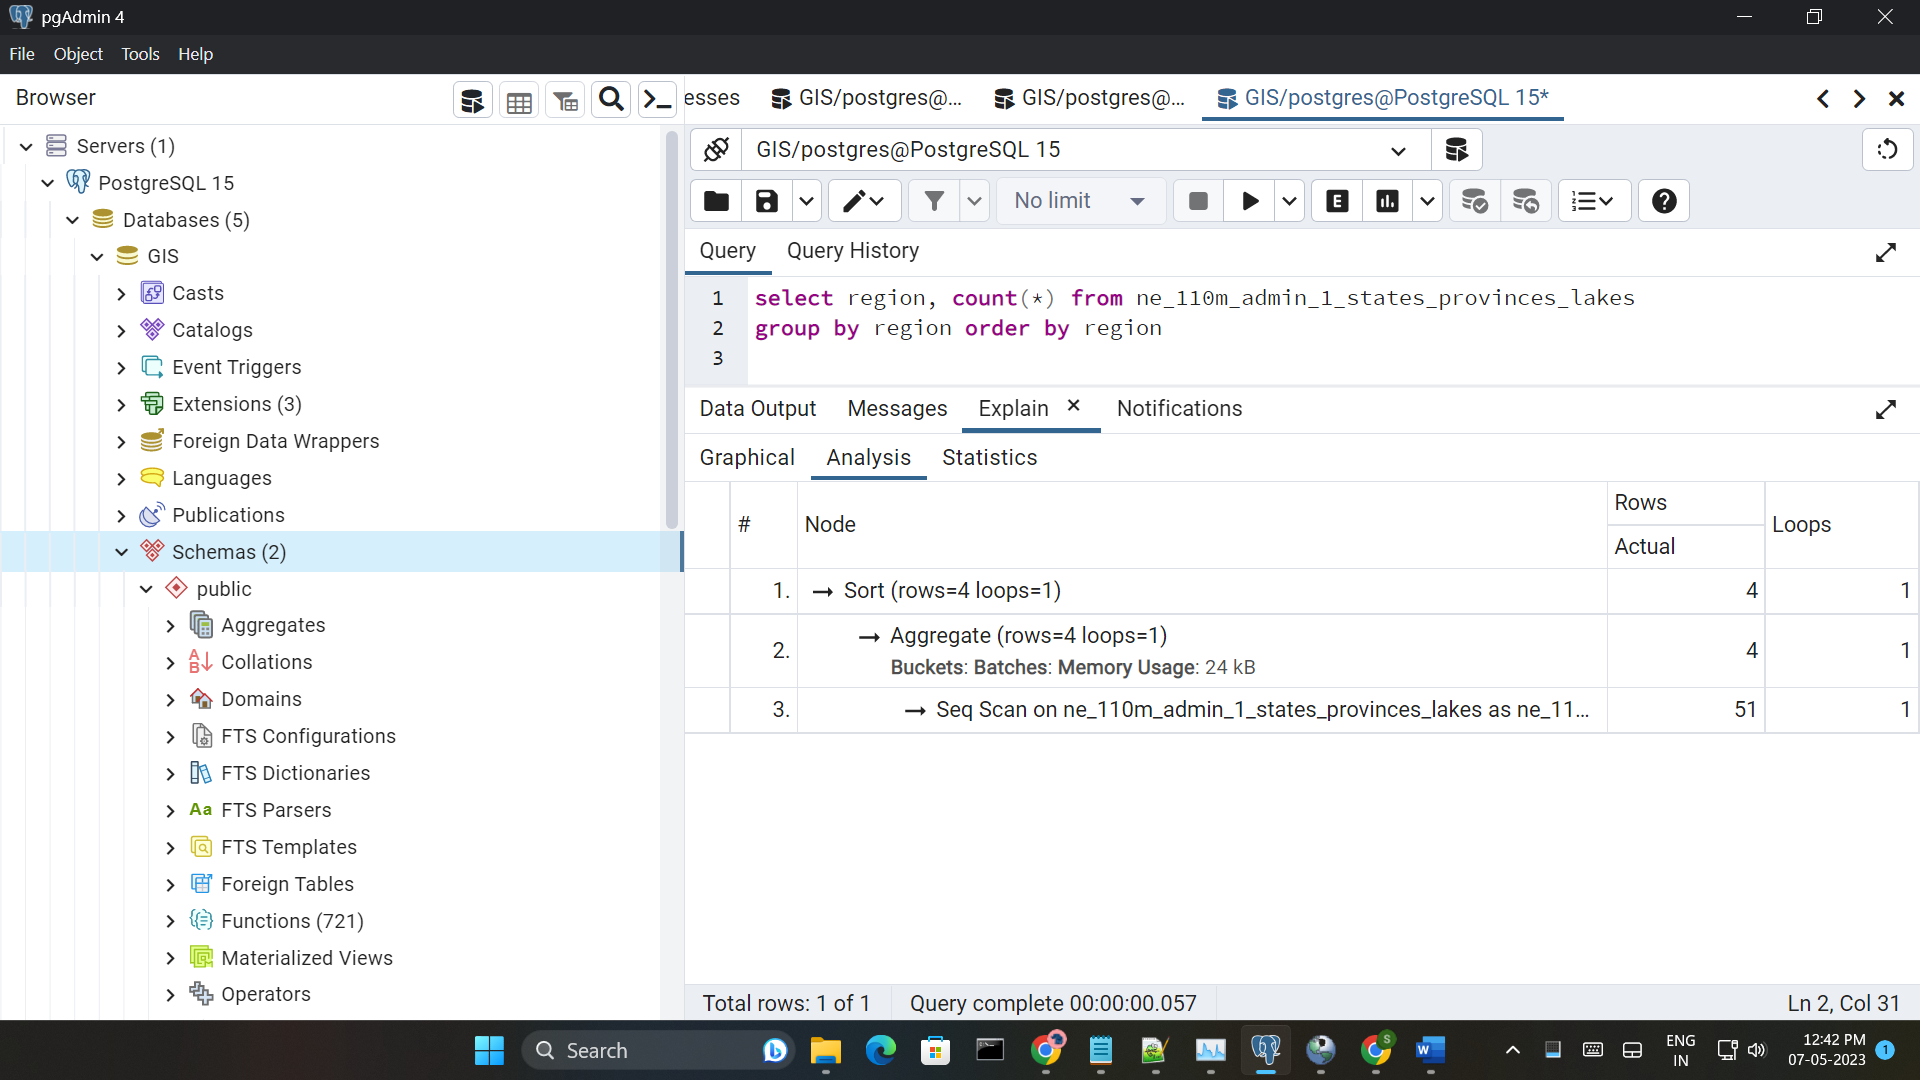 pgAdmin 4
File Object Tools Help
Browser
esses GIS/postgres@... GIS/postgres@... GIS/postgres@PostgreSQL 15*
Servers (1)
PostgreSQL 15
Databases (5)
GIS
Casts
Catalogs
Event Triggers
Extensions (3)
Foreign Data Wrappers
Languages
Publications
Schemas (2)
public
Aggregates
Collations
Domains
FTS Configurations
FTS Dictionaries
Aa FTS Parsers
FTS Templates
Foreign Tables
Functions (721)
Materialized Views
Operators
GIS/postgres@PostgreSQL 15
No limit
E
Query Query History
1 select region, count(*) from ne_110m_admin_1_states_provinces_lakes
2 group by region order by region
3
Data Output Messages Explain Notifications
Graphical Analysis Statistics
# Node Rows Loops
Actual
1. → Sort (rows=4 loops=1) 4 1
2. → Aggregate (rows=4 loops=1) 4 1
Buckets: Batches: Memory Usage: 24 kB
3. → Seq Scan on ne_110m_admin_1_states_provinces_lakes as ne_11... 51 1
Total rows: 1 of 1 Query complete 00:00:00.057 Ln 2, Col 31
Search
ENG
IN
12:42 PM
07-05-2023
1